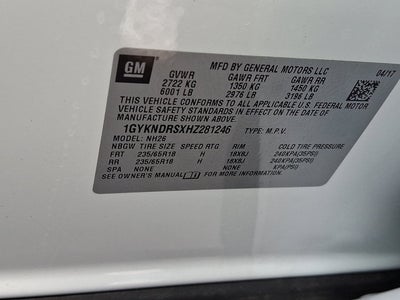 GM MFD BY GENERAL MOTORS LLC 04/17
GVWR GAWR FRT GAWR RR
2722 KG 1350 KG 1450 KG
6001 LB 2976 LB 3196 LB
THIS VEHICLE CONFORMS TO ALL APPLICABLE U.S. FEDERAL MOTOR
VEHICLE SAFETY STANDARDS IN EFFECT ON THE DATE OF
MANUFACTURE SHOWN ABOVE.
1GYKNDRSXHZ281246 TYPE: M.P.V.
NH26
NBGW TIRE SIZE SPEED RTG RIM COLD TIRE PRESSURE
FRT 235/65R18 H 18X8J 240KPA(35PSI)
RR 235/65R18 H 18X8J 240KPA(35PSI)
SPA NONE KPA(PSI)
SEE OWNER'S MANUAL FOR MORE INFORMATION.